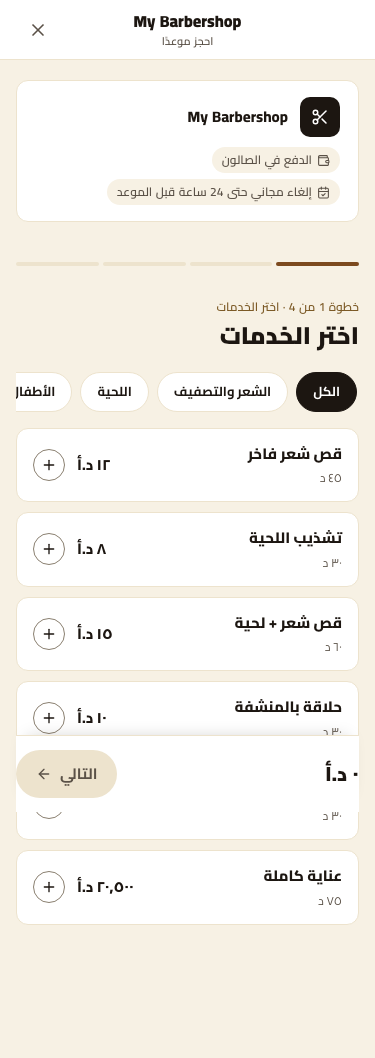 My Barbershop
احجز موعدًا
My Barbershop
الدفع في الصالون
إلغاء مجاني حتى 24 ساعة قبل الموعد
خطوة 1 من 4 · اختر الخدمات
اختر الخدمات
الكل
الشعر والتصفيف
اللحية
الأطفال
قص شعر فاخر
١٢ د.أ
٤٥ د
تشذيب اللحية
٨ د.أ
٣٠ د
قص شعر + لحية
١٥ د.أ
٦٠ د
حلاقة بالمنشفة
١٠ د.أ
٣٠ د
٠ د.أ
التالي
٣٠ د
عناية كاملة
٢٠,٥٠٠ د.أ
٧٥ د